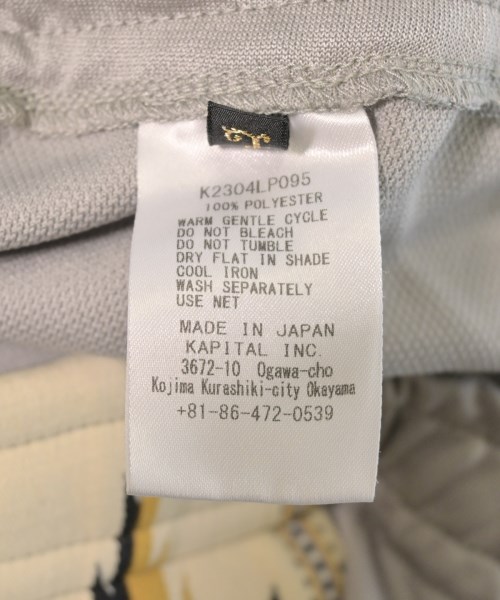 K2304LP095
100% POLYESTER
WARM GENTLE CYCLE
DO NOT BLEACH
DO NOT TUMBLE
DRY FLAT IN SHADE
COOL IRON
WASH SEPARATELY
USE NET
MADE IN JAPAN
KAPITAL INC.
3672-10 Ogawa-cho
Kojima Kurashiki-city Okayama
+81-86-472-0539